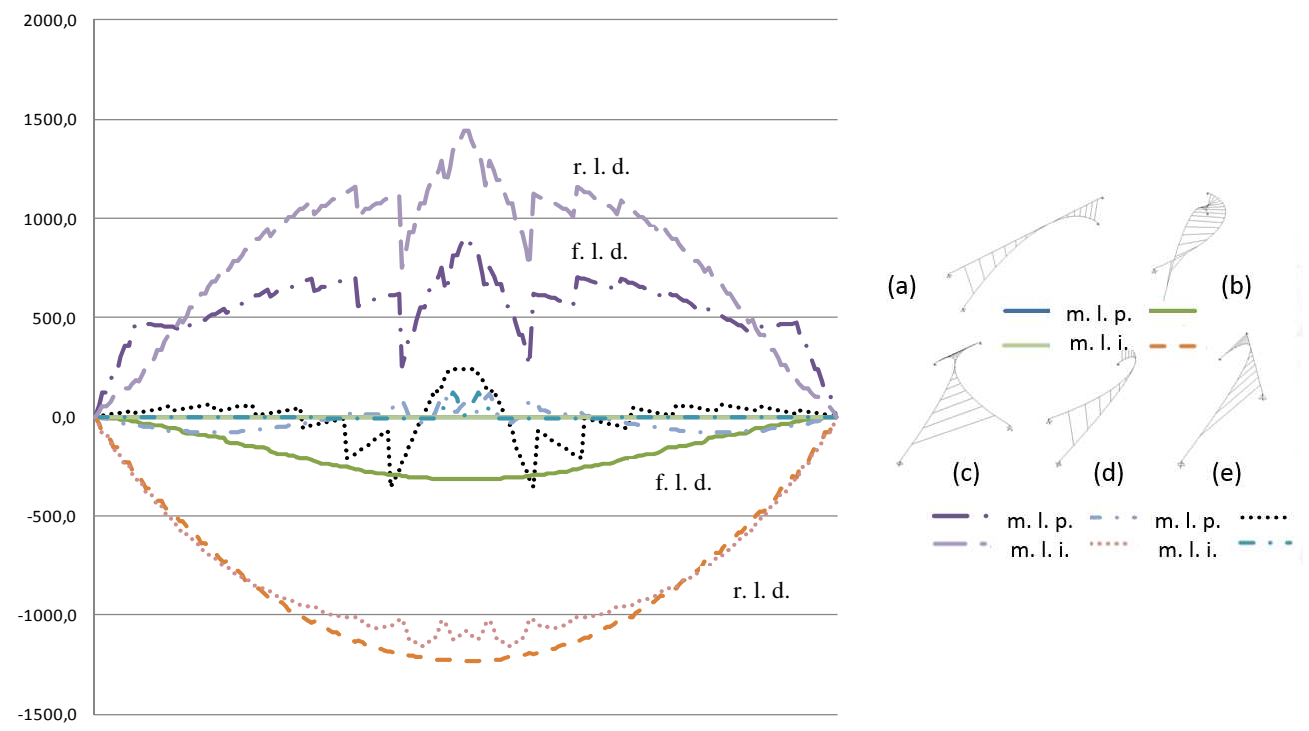 2000,0
1500,0
1000,0
500,0
0,0
-500,0
-1000,0
-1500,0
r. l. d.
f. l. d.
f. l. d.
r. l. d.
(a) (b)
m. l. p.
m. l. i.
(c) (d) (e)
m. l. p. m. l. p.
m. l. i. m. l. i.